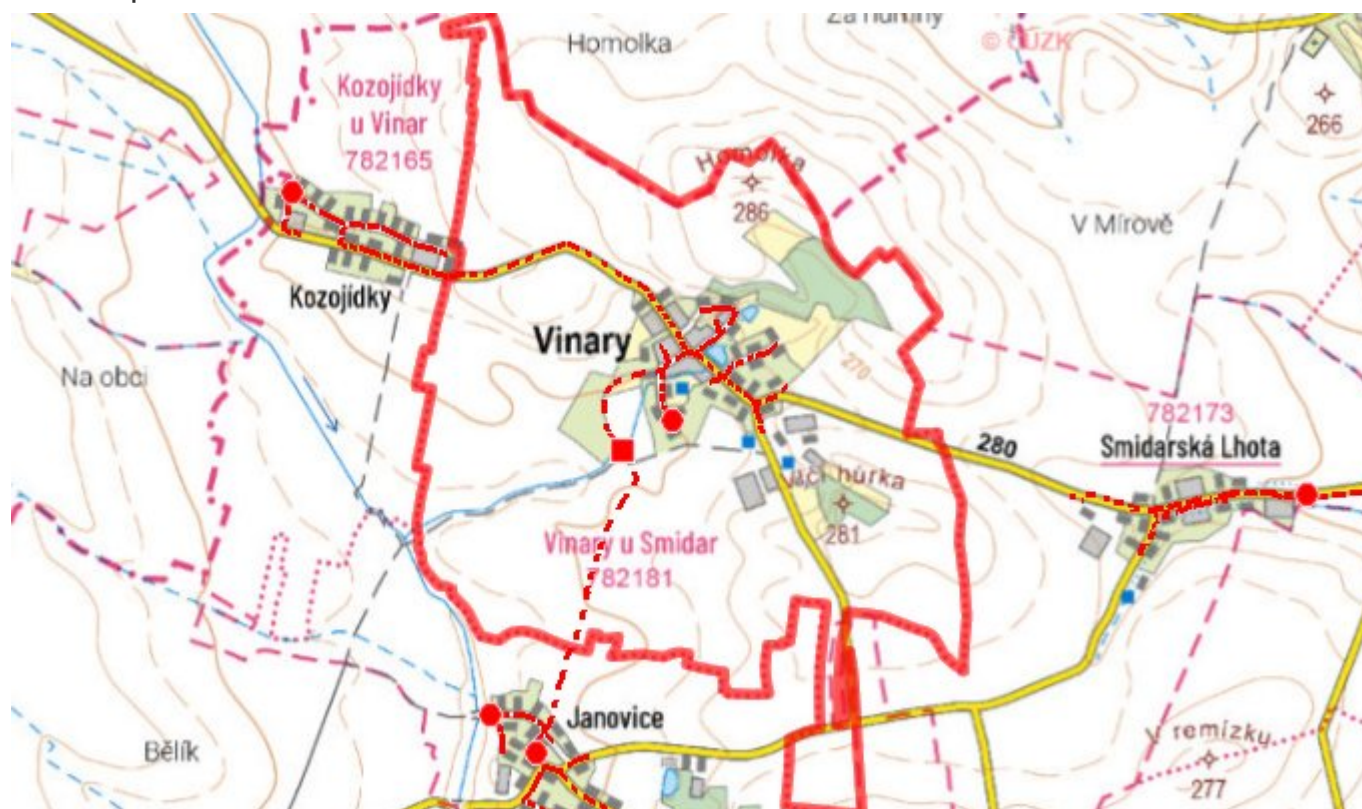 Za humny
© ČÚZK
Homolka
Kozojídky
u Vinar
782165
Homolka
286
266
V Mírově
Kozojídky
Vinary
Na obci
270
782173
280
Smidarská Lhota
281
Vinary u Smidar
782181
Janovice
Bělík
V remízku
277